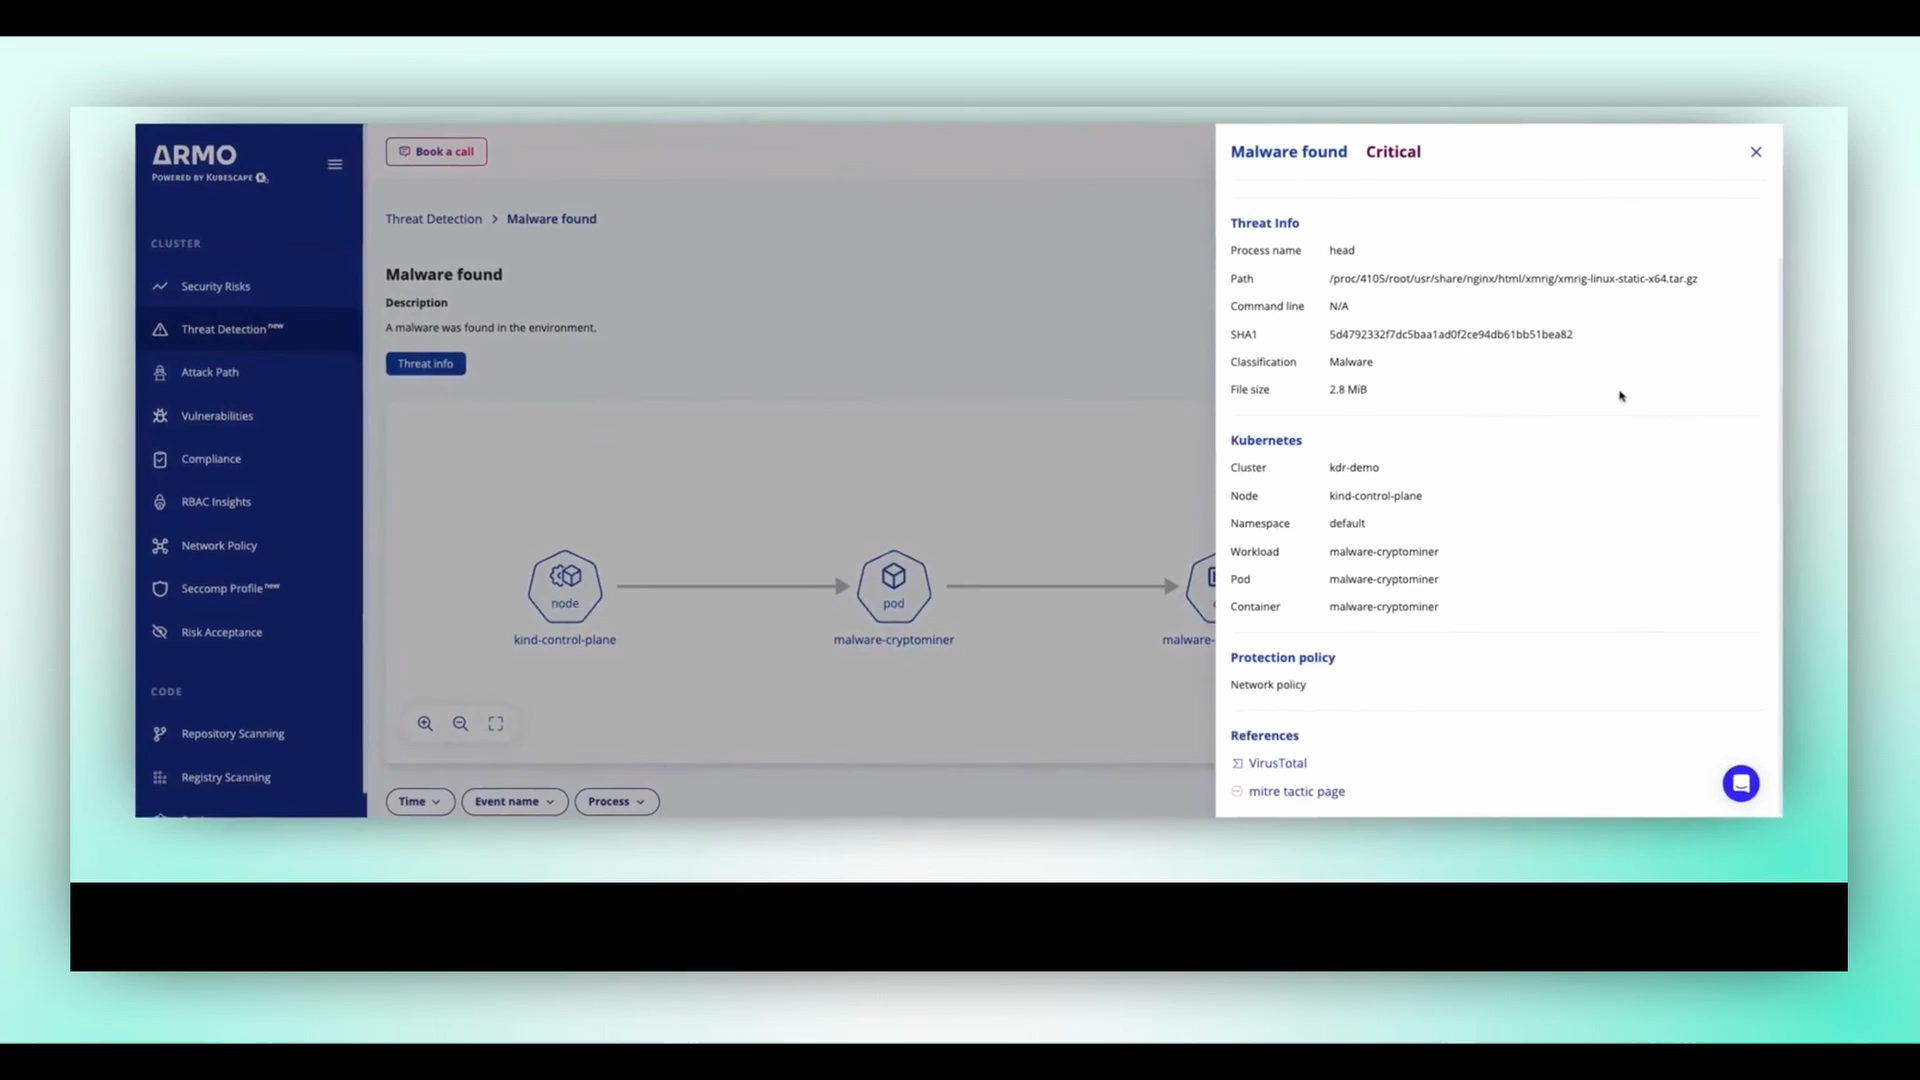 ARMO
POWERED BY KUBESCAPE
CLUSTER
Security Risks
Threat Detection new
Attack Path
Vulnerabilities
Compliance
RBAC Insights
Network Policy
Seccomp Profile new
Risk Acceptance
CODE
Repository Scanning
Registry Scanning
Book a call
Threat Detection > Malware found
Malware found
Description
A malware was found in the environment.
Threat info
node
kind-control-plane
pod
malware-cryptominer
malware-
Time
Event name
Process
Malware found Critical
Threat Info
Process name head
Path /proc/4105/root/usr/share/nginx/html/xmrig/xmrig-linux-static-x64.tar.gz
Command line N/A
SHA1 5d4792332f7dc5baa1ad0f2ce94db61bb51bea82
Classification Malware
File size 2.8 MiB
Kubernetes
Cluster kdr-demo
Node kind-control-plane
Namespace default
Workload malware-cryptominer
Pod malware-cryptominer
Container malware-cryptominer
Protection policy
Network policy
References
VirusTotal
mitre tactic page